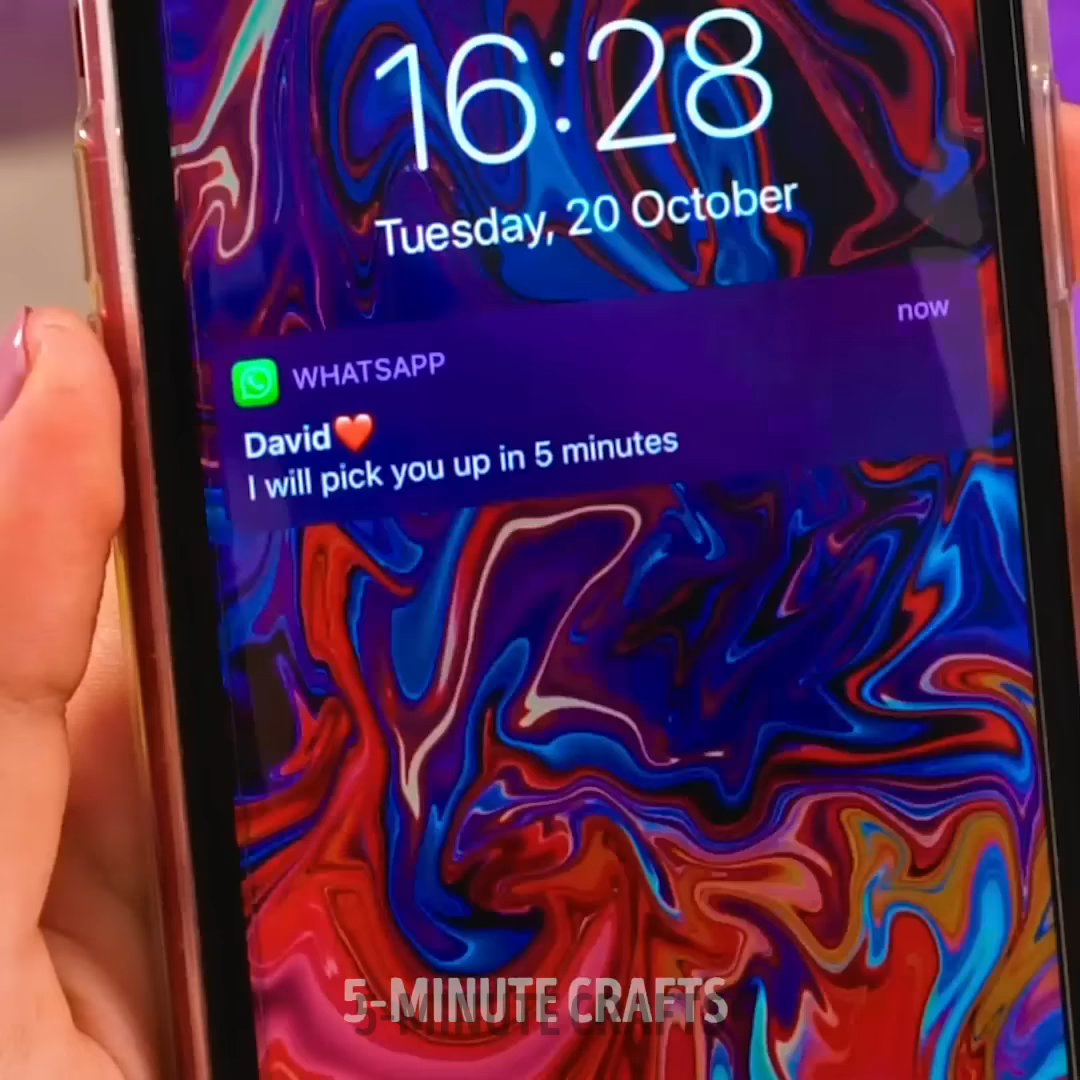 16:28
Tuesday, 20 October
WHATSAPP now
David❤️
I will pick you up in 5 minutes
5-MINUTE CRAFTS